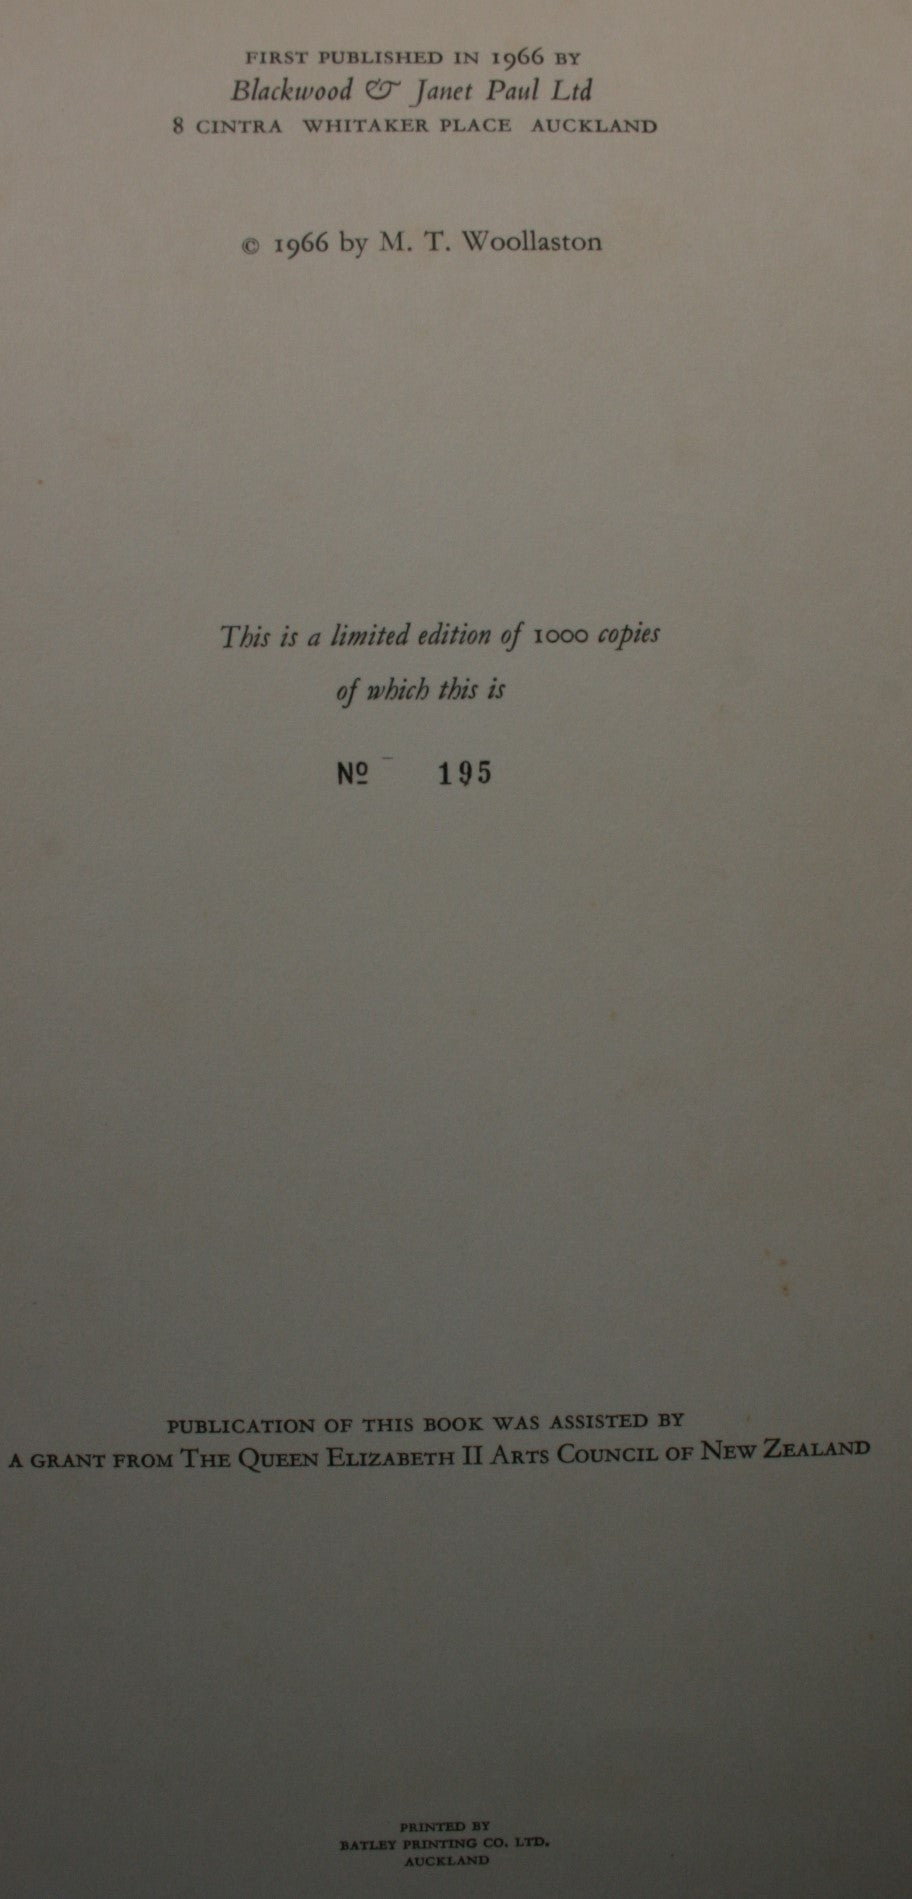 FIRST PUBLISHED IN 1966 BY
Blackwood & Janet Paul Ltd
8 CINTRA WHITAKER PLACE AUCKLAND
© 1966 by M. T. Woollaston
This is a limited edition of 1000 copies
of which this is
Nº 195
PUBLICATION OF THIS BOOK WAS ASSISTED BY
A GRANT FROM THE QUEEN ELIZABETH II ARTS COUNCIL OF NEW ZEALAND
PRINTED BY
BATLEY PRINTING CO. LTD.
AUCKLAND